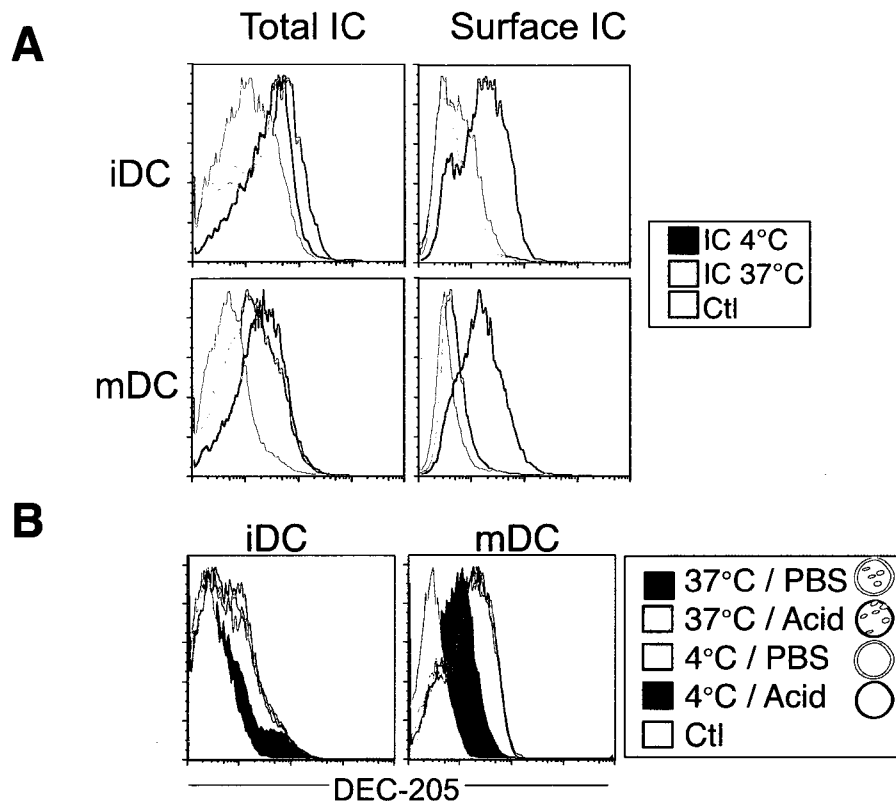 A
Total IC
Surface IC
iDC
mDC
IC 4°C
IC 37°C
Ctl
B
iDC
mDC
37°C / PBS
37°C / Acid
4°C / PBS
4°C / Acid
Ctl
DEC-205